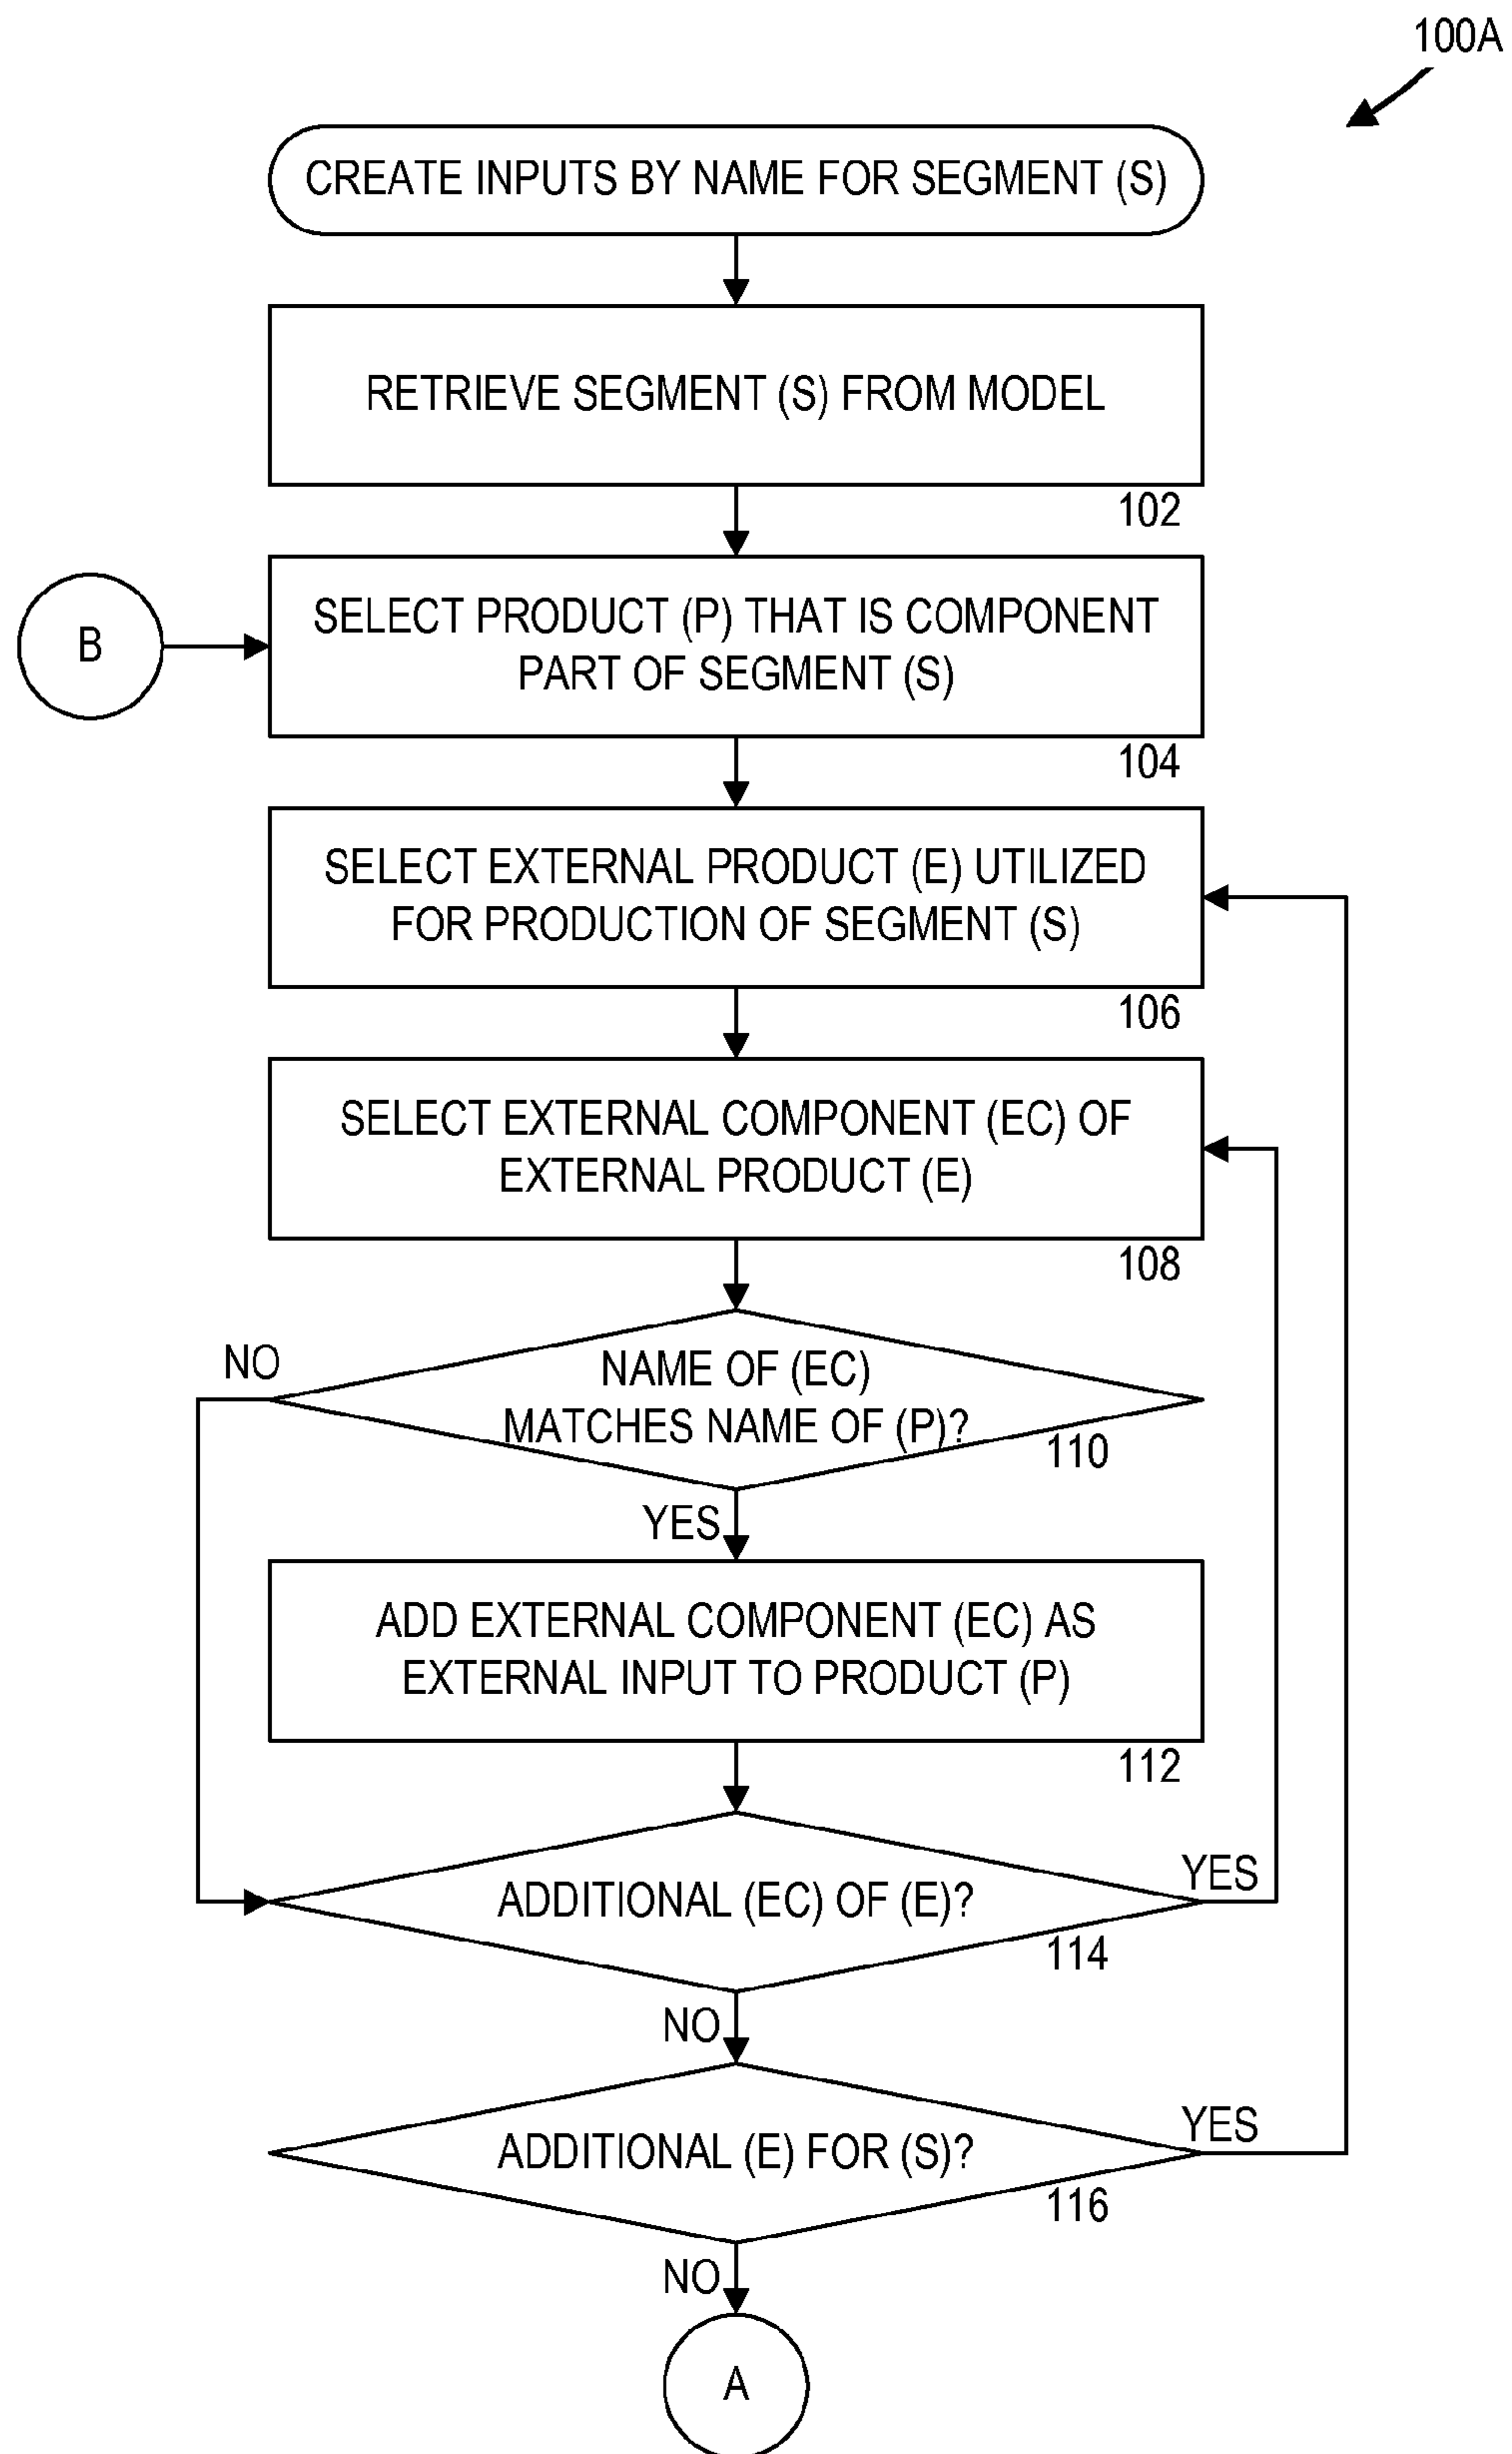 100A
CREATE INPUTS BY NAME FOR SEGMENT (S)
RETRIEVE SEGMENT (S) FROM MODEL
102
B
SELECT PRODUCT (P) THAT IS COMPONENT
PART OF SEGMENT (S)
104
SELECT EXTERNAL PRODUCT (E) UTILIZED
FOR PRODUCTION OF SEGMENT (S)
106
SELECT EXTERNAL COMPONENT (EC) OF
EXTERNAL PRODUCT (E)
108
NO
NAME OF (EC)
MATCHES NAME OF (P)?
110
YES
ADD EXTERNAL COMPONENT (EC) AS
EXTERNAL INPUT TO PRODUCT (P)
112
YES
ADDITIONAL (EC) OF (E)?
114
NO
YES
ADDITIONAL (E) FOR (S)?
116
NO
A